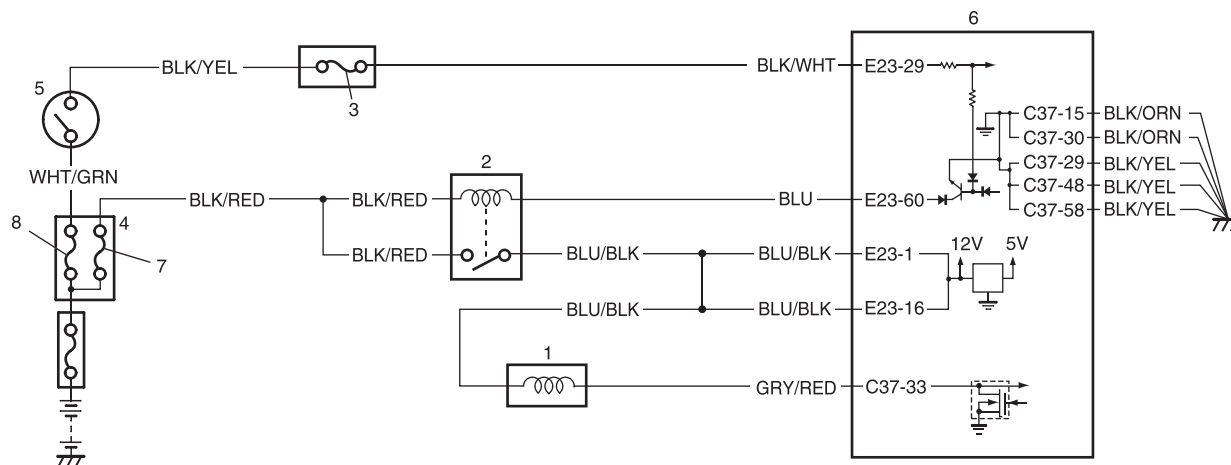 6
BLK/YEL
BLK/WHT
E23-29
5
3
C37-15
BLK/ORN
C37-30
BLK/ORN
2
C37-29
BLK/YEL
WHT/GRN
C37-48
BLK/YEL
BLK/RED
BLK/RED
BLU
E23-60
C37-58
BLK/YEL
8
4
12V
5V
BLK/RED
BLU/BLK
BLU/BLK
E23-1
7
BLU/BLK
BLU/BLK
E23-16
1
GRY/RED
C37-33